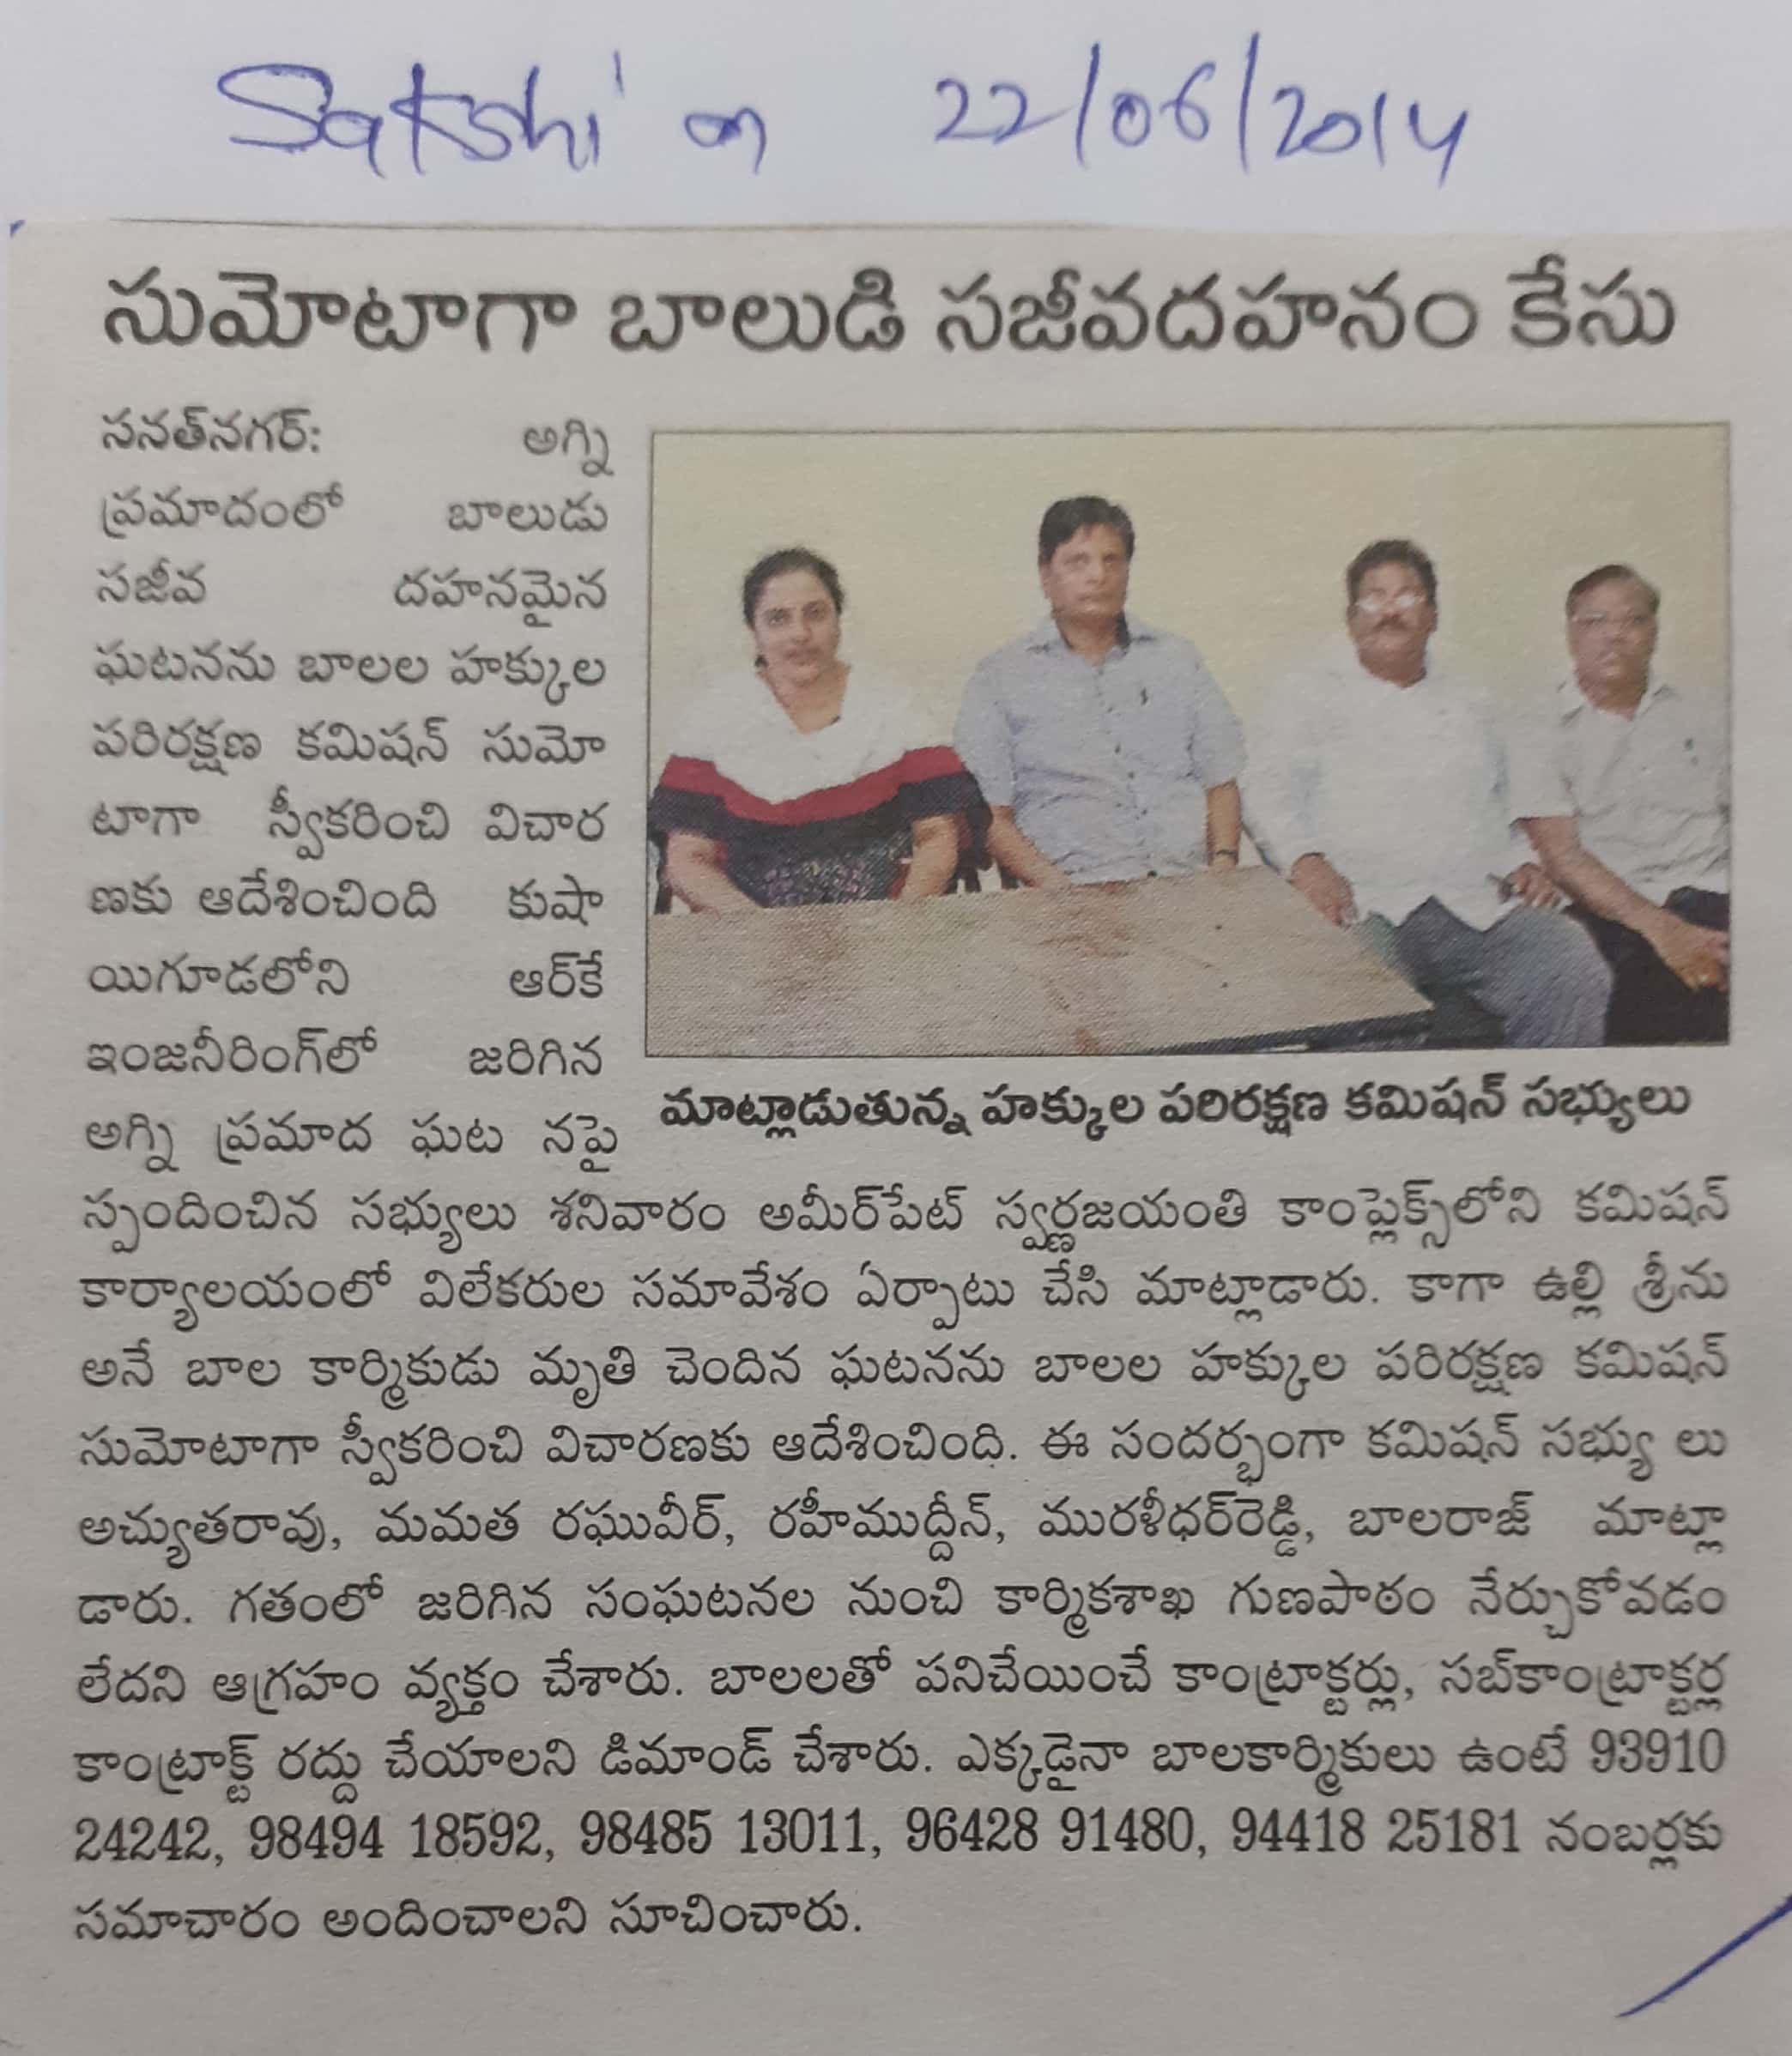 Sakshi on 22/06/2014
సుమోటాగా బాలుడి సజీవదహనం కేసు
సనత్‌నగర్: అగ్ని
ప్రమాదంలో బాలుడు
సజీవ దహనమైన
ఘటనను బాలల హక్కుల
పరిరక్షణ కమిషన్ సుమో
టాగా స్వీకరించి విచార
ణకు ఆదేశించింది కుషా
యిగూడలోని ఆర్‌కే
ఇంజనీరింగ్‌లో జరిగిన
అగ్ని ప్రమాద ఘట నపై
మాట్లాడుతున్న హక్కుల పరిరక్షణ కమిషన్ సభ్యులు
స్పందించిన సభ్యులు శనివారం అమీర్‌పేట్ స్వర్ణజయంతి కాంప్లెక్స్‌లోని కమిషన్
కార్యాలయంలో విలేకరుల సమావేశం ఏర్పాటు చేసి మాట్లాడారు. కాగా ఉల్లి శ్రీను
అనే బాల కార్మికుడు మృతి చెందిన ఘటనను బాలల హక్కుల పరిరక్షణ కమిషన్
సుమోటాగా స్వీకరించి విచారణకు ఆదేశించింది. ఈ సందర్భంగా కమిషన్ సభ్యు లు
అచ్యుతరావు, మమత రఘువీర్, రహీముద్దీన్, మురళీధర్‌రెడ్డి, బాలరాజ్ మాట్లా
డారు. గతంలో జరిగిన సంఘటనల నుంచి కార్మికశాఖ గుణపాఠం నేర్చుకోవడం
లేదని ఆగ్రహం వ్యక్తం చేశారు. బాలలతో పనిచేయించే కాంట్రాక్టర్లు, సబ్‌కాంట్రాక్టర్ల
కాంట్రాక్ట్ రద్దు చేయాలని డిమాండ్ చేశారు. ఎక్కడైనా బాలకార్మికులు ఉంటే 93910
24242, 98494 18592, 98485 13011, 96428 91480, 94418 25181 నంబర్లకు
సమాచారం అందించాలని సూచించారు.